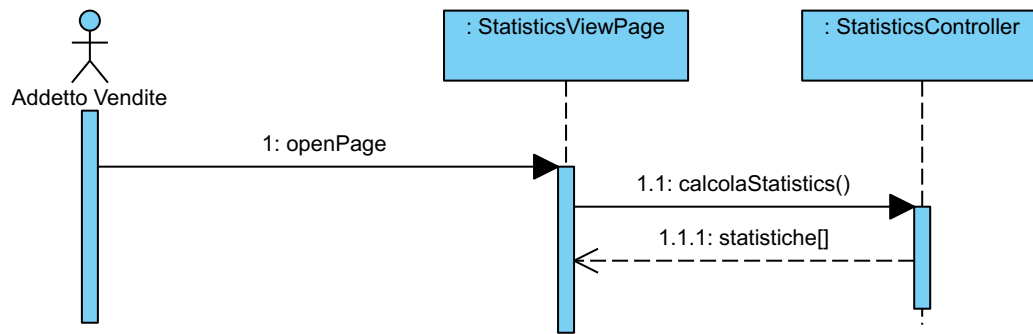 : StatisticsViewPage
: StatisticsController
Addetto Vendite
1: openPage
1.1: calcolaStatistics()
1.1.1: statistiche[]